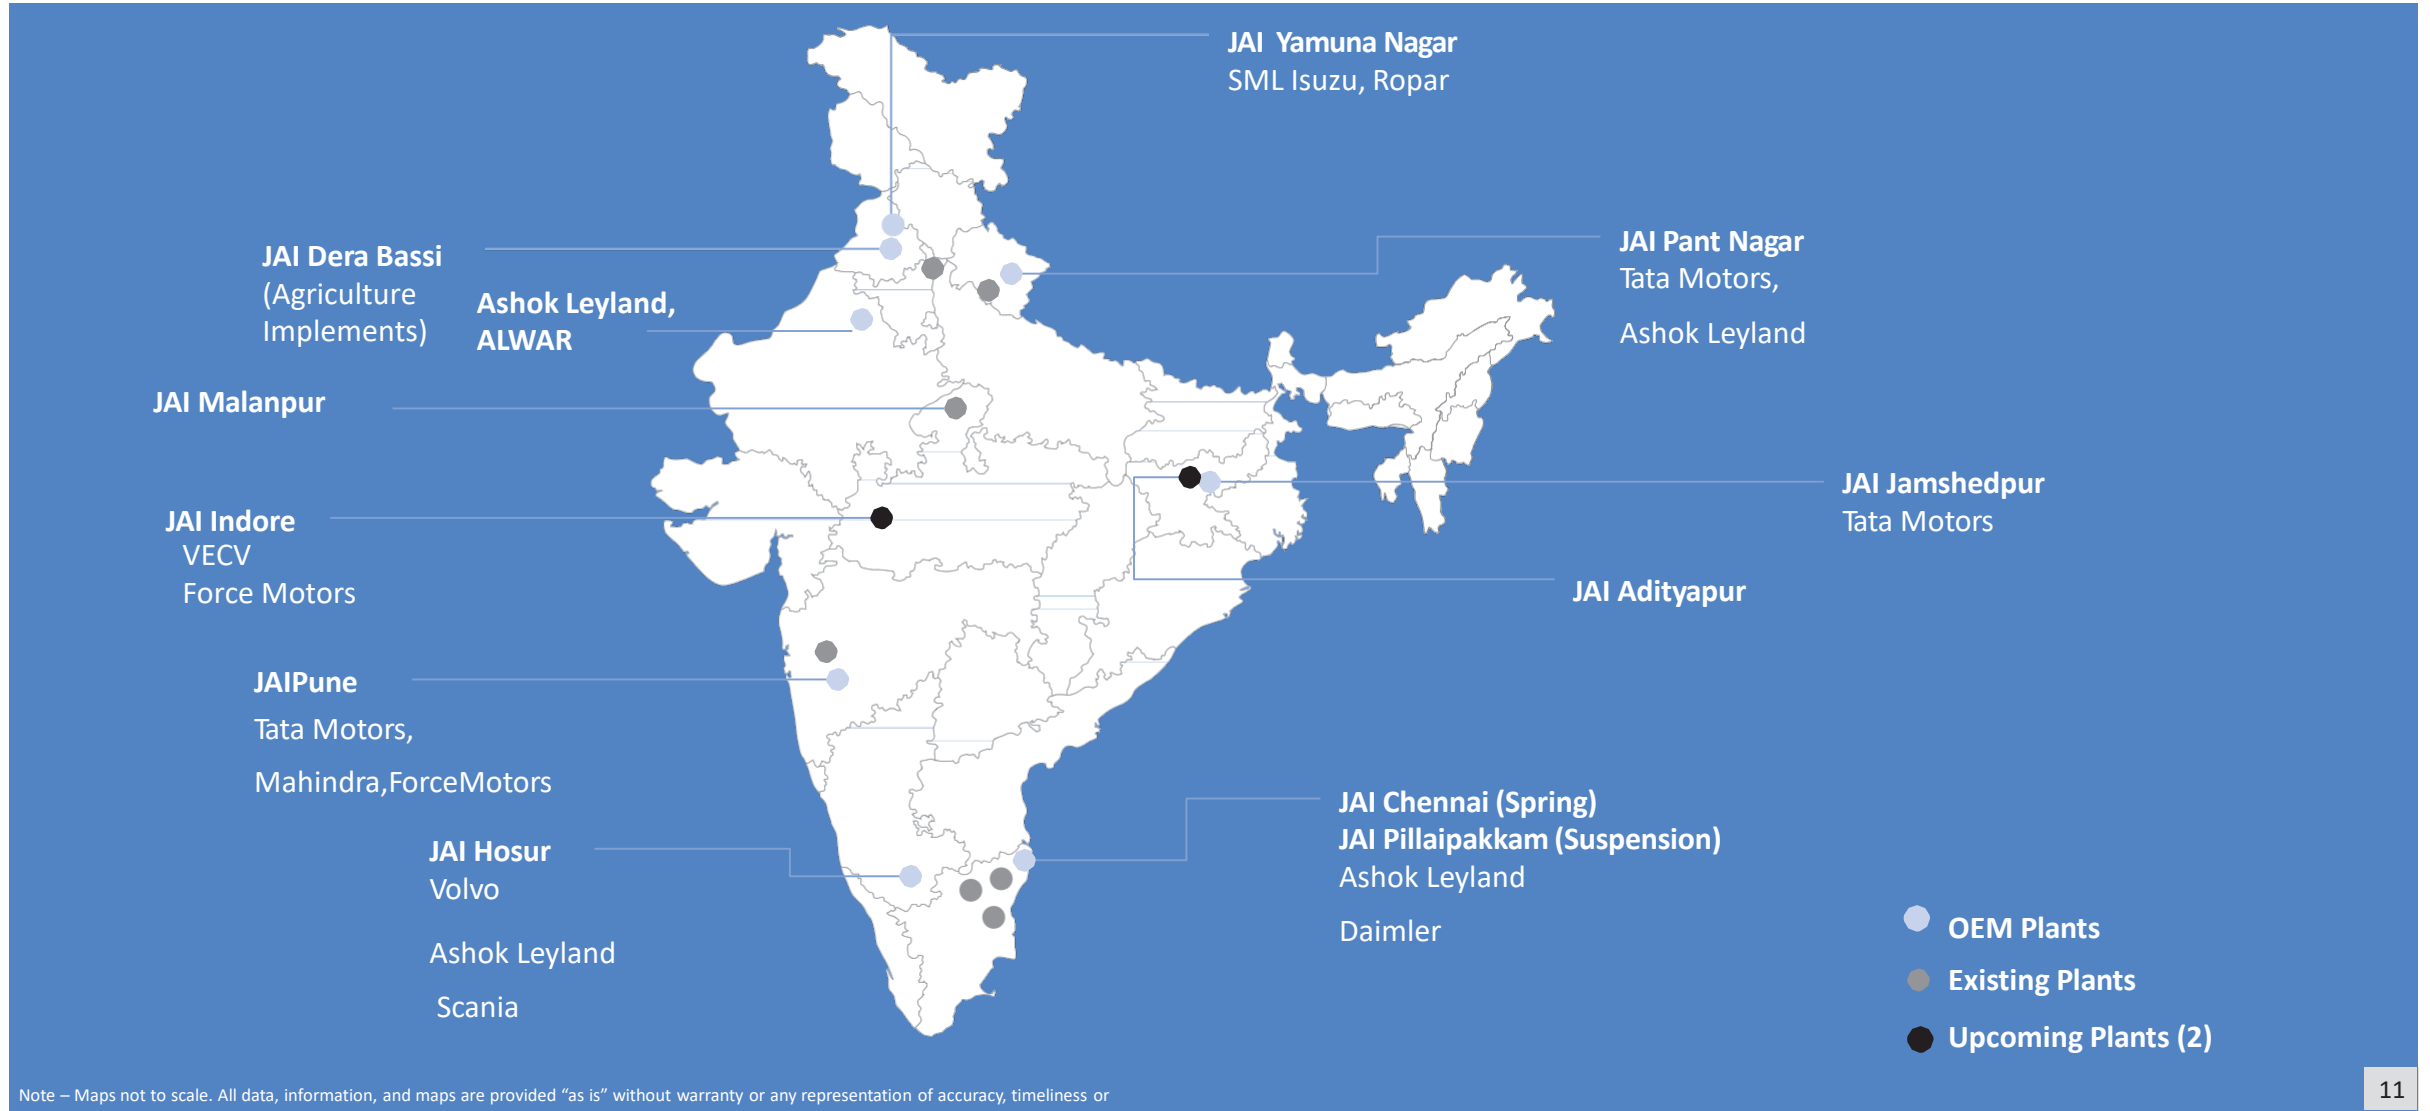 JAI Yamuna Nagar
SML Isuzu, Ropar
JAI Dera Bassi
(Agriculture
Implements)
Ashok Leyland,
ALWAR
JAI Pant Nagar
Tata Motors,
Ashok Leyland
JAI Malanpur
JAI Jamshedpur
Tata Motors
JAI Indore
VECV
Force Motors
JAI Adityapur
JAIPune
Tata Motors,
Mahindra,ForceMotors
JAI Chennai (Spring)
JAI Pillaipakkam (Suspension)
Ashok Leyland
Daimler
JAI Hosur
Volvo
Ashok Leyland
Scania
OEM Plants
Existing Plants
Upcoming Plants (2)
Note – Maps not to scale. All data, information, and maps are provided “as is” without warranty or any representation of accuracy, timeliness or
11